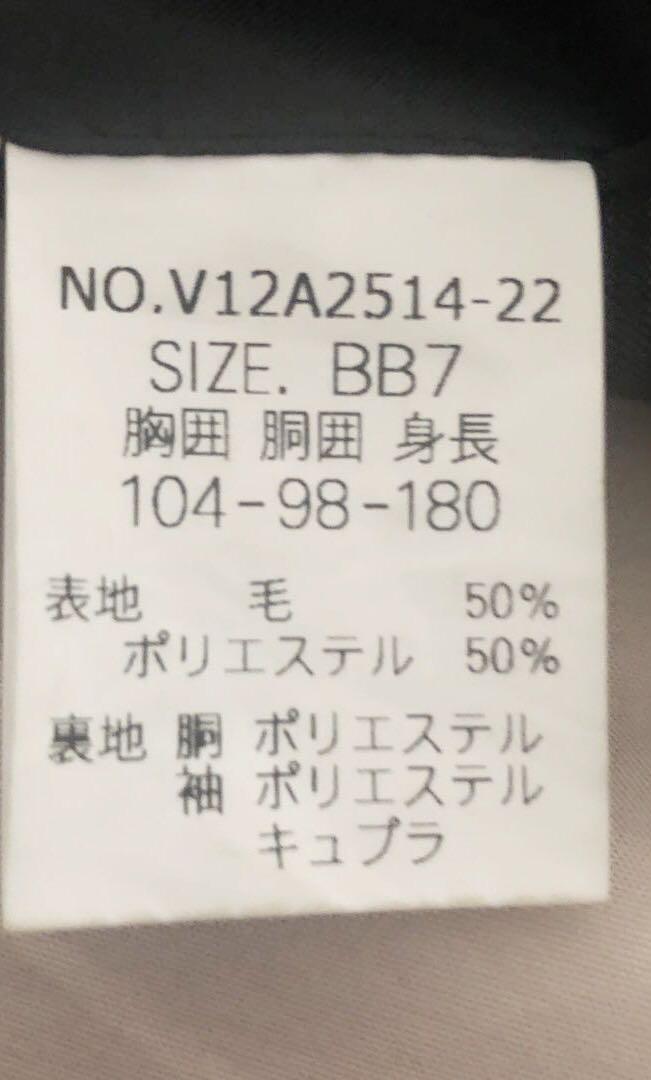 NO.V12A2514-22
SIZE. BB7
胸囲 胴囲 身長
104-98-180
表地 毛 50%
ポリエステル 50%
裏地 胴 ポリエステル
袖 ポリエステル
キュプラ